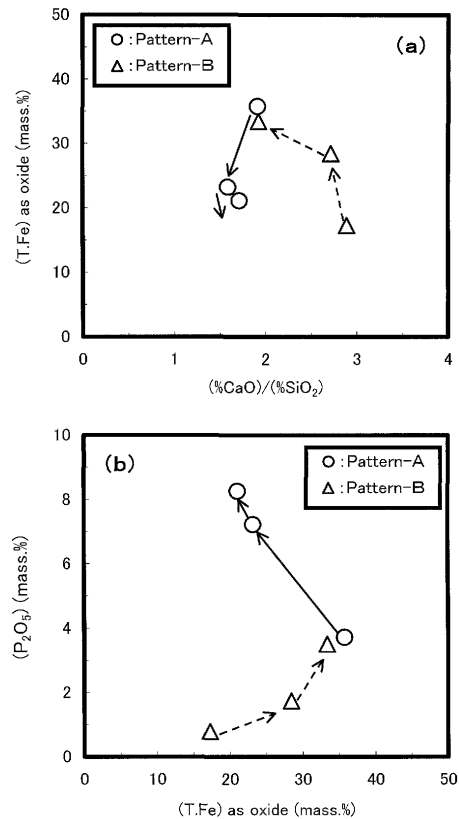 50
40
30
20
10
0
(T.Fe) as oxide (mass.%)
○ : Pattern-A
△ : Pattern-B
(a)
0 1 2 3 4
(%CaO)/(%SiO₂)
10
8
6
4
2
0
(P₂O₅) (mass.%)
(b)
○ : Pattern-A
△ : Pattern-B
0 10 20 30 40 50
(T.Fe) as oxide (mass.%)